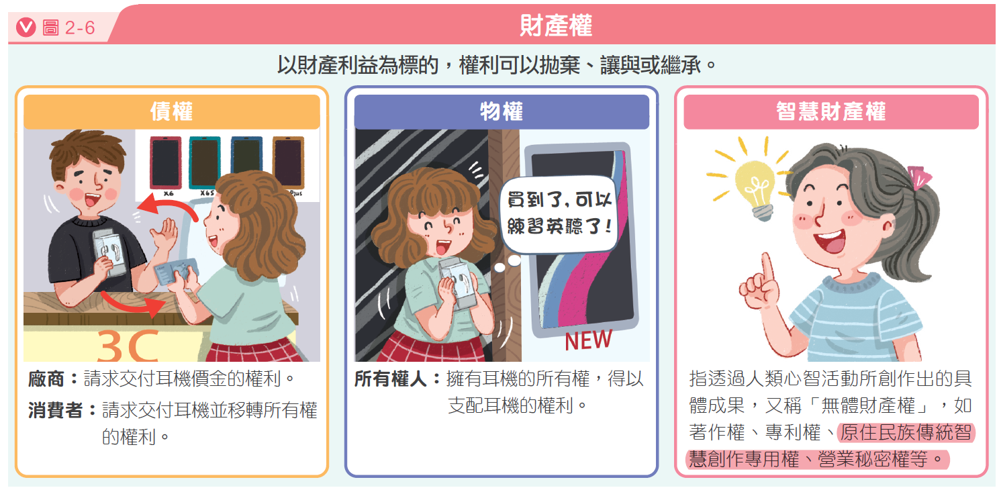 圖 2-6
財產權
以財產利益為標的，權利可以拋棄、讓與或繼承。
債權
X6
X6S
Plus
3C
廠商：請求交付耳機價金的權利。
消費者：請求交付耳機並移轉所有權
的權利。
物權
買到了，可以
練習英聽了！
NEW
所有權人：擁有耳機的所有權，得以
支配耳機的權利。
智慧財產權
指透過人類心智活動所創作出的具
體成果，又稱「無體財產權」，如
著作權、專利權、原住民族傳統智
慧創作專用權、營業秘密權等。